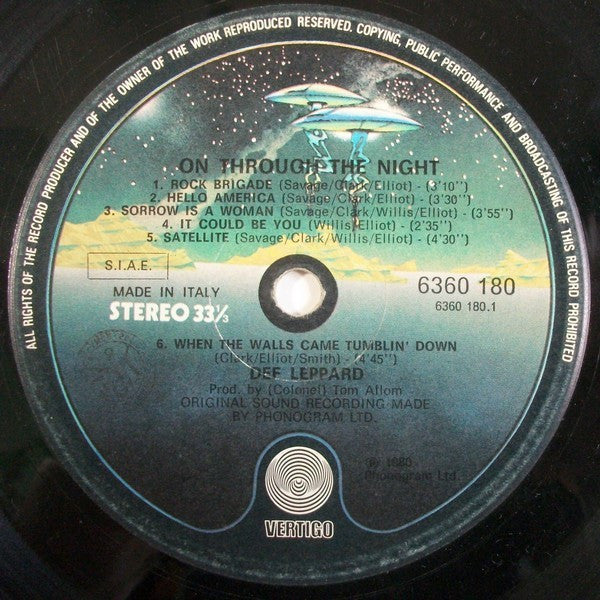 ALL RIGHTS OF THE RECORD PRODUCER AND OF THE OWNER OF THE WORK REPRODUCED RESERVED. COPYING, PUBLIC PERFORMANCE AND BROADCASTING OF THIS RECORD PROHIBITED
ON THROUGH THE NIGHT
1. ROCK BRIGADE (Savage/Clark/Elliot) - (3'10'')
2. HELLO AMERICA (Savage/Clark/Elliot) - (3'30'')
3. SORROW IS A WOMAN (Savage/Clark/Willis/Elliot) - (3'55'')
4. IT COULD BE YOU (Willis/Elliot) - (2'35'')
5. SATELLITE (Savage/Clark/Willis/Elliot) - (4'30'')
S.I.A.E.
MADE IN ITALY
STEREO 33⅓
6360 180
6360 180.1
6. WHEN THE WALLS CAME TUMBLIN' DOWN
(Clark/Elliot/Smith) - (4'45'')
DEF LEPPARD
Prod. by (Colonel) Tom Allom
ORIGINAL SOUND RECORDING MADE
BY PHONOGRAM LTD.
℗ 1980
Phonogram Ltd.
VERTIGO